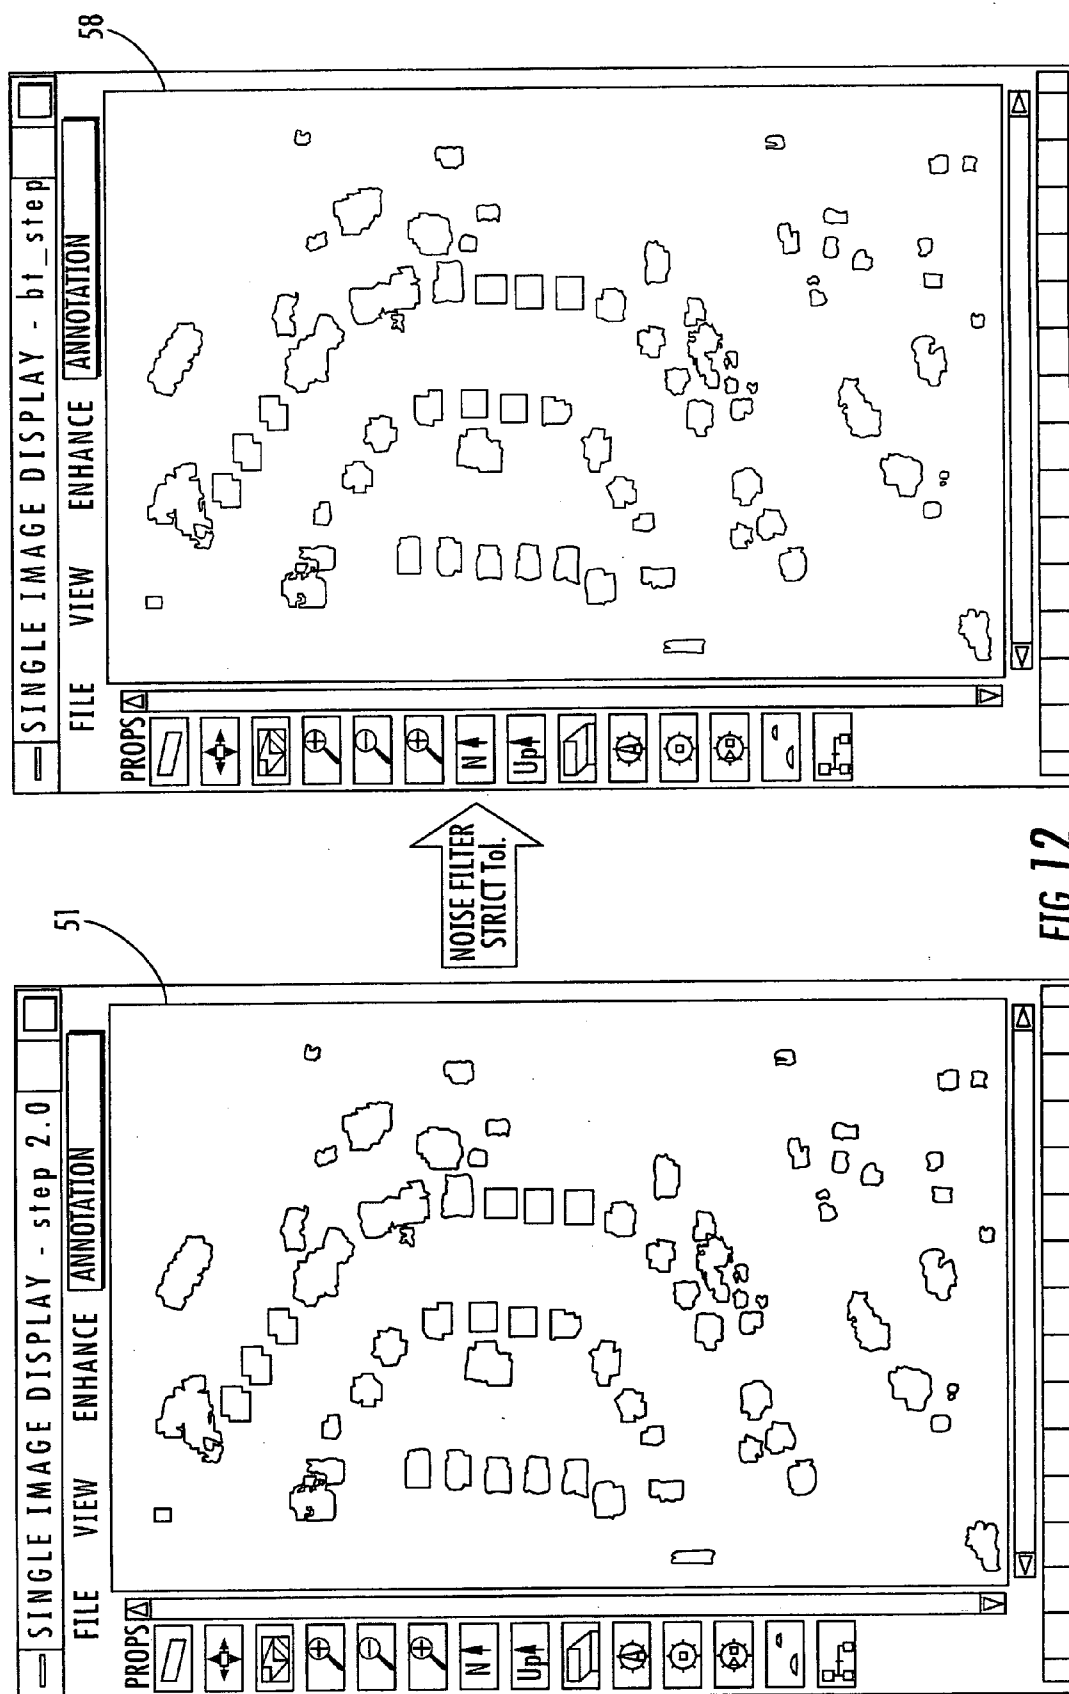 SINGLE IMAGE DISPLAY - step 2.0
FILE VIEW ENHANCE ANNOTATION
PROPS
N
Up
51
NOISE FILTER
STRICT Tol.
SINGLE IMAGE DISPLAY - bt_step
FILE VIEW ENHANCE ANNOTATION
PROPS
N
Up
58
FIG 12